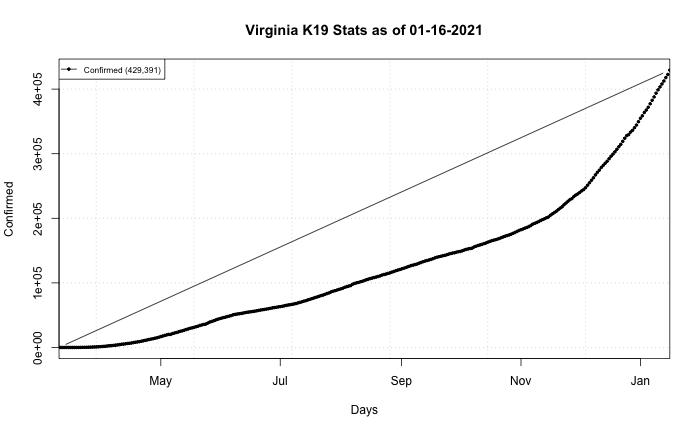 Virginia K19 Stats as of 01-16-2021
Confirmed (429,391)
Confirmed
4e+05
3e+05
2e+05
1e+05
0e+00
May Jul Sep Nov Jan
Days